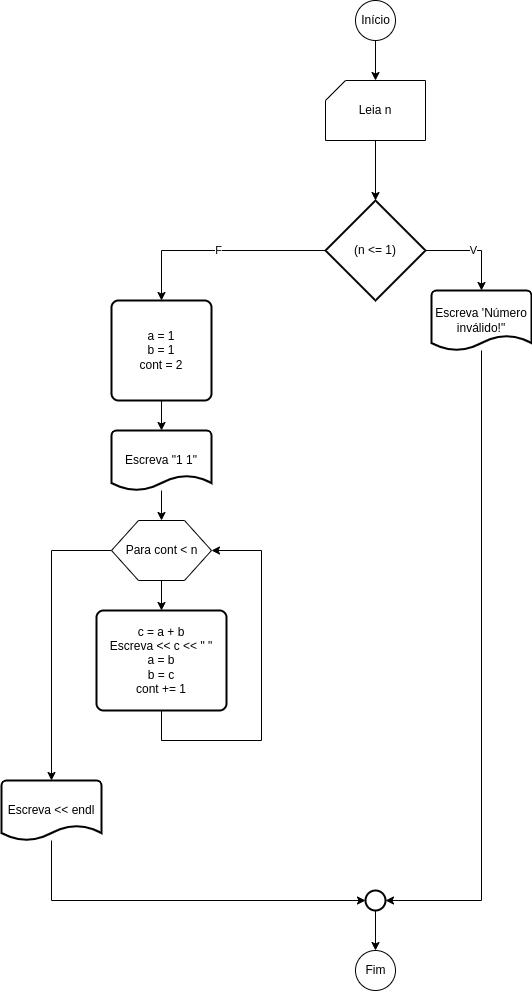 Início
Leia n
(n <= 1)
F
V
Escreva 'Número
inválido!"
a = 1
b = 1
cont = 2
Escreva "1 1"
Para cont < n
c = a + b
Escreva << c << " "
a = b
b = c
cont += 1
Escreva << endl
Fim